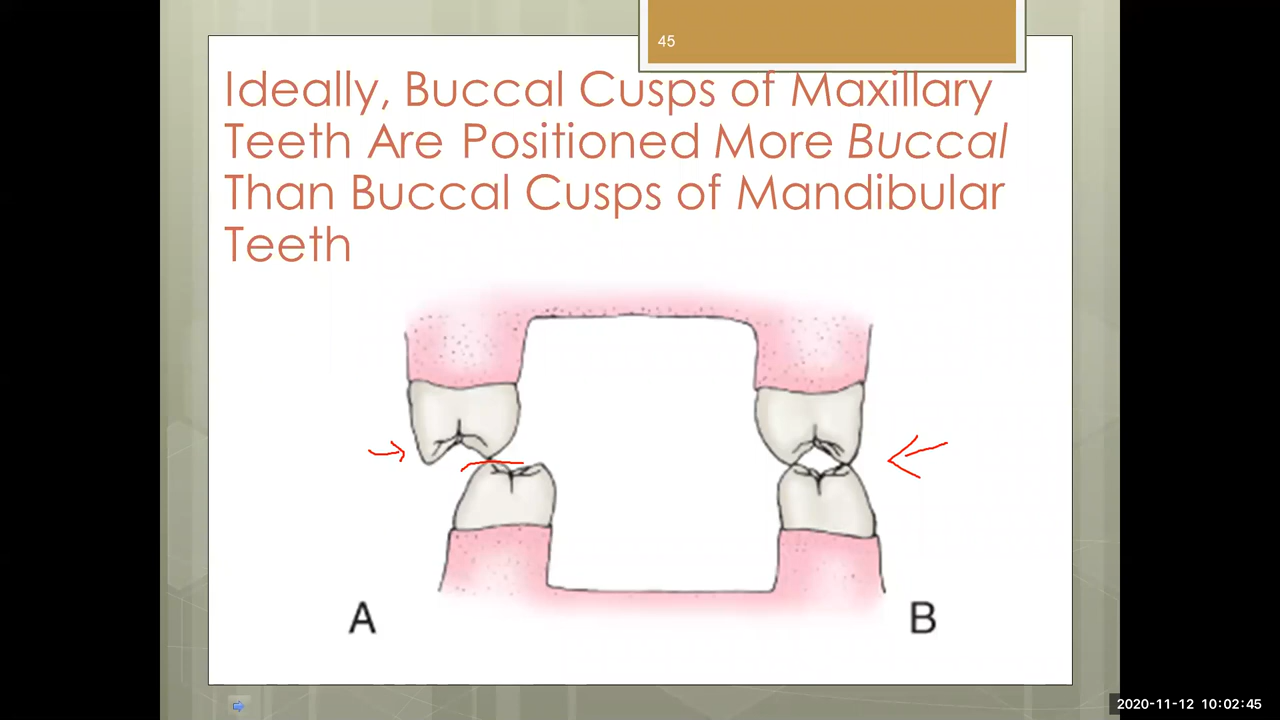 45
Ideally, Buccal Cusps of Maxillary
Teeth Are Positioned More Buccal
Than Buccal Cusps of Mandibular
Teeth
A
B
2020-11-12 10:02:45